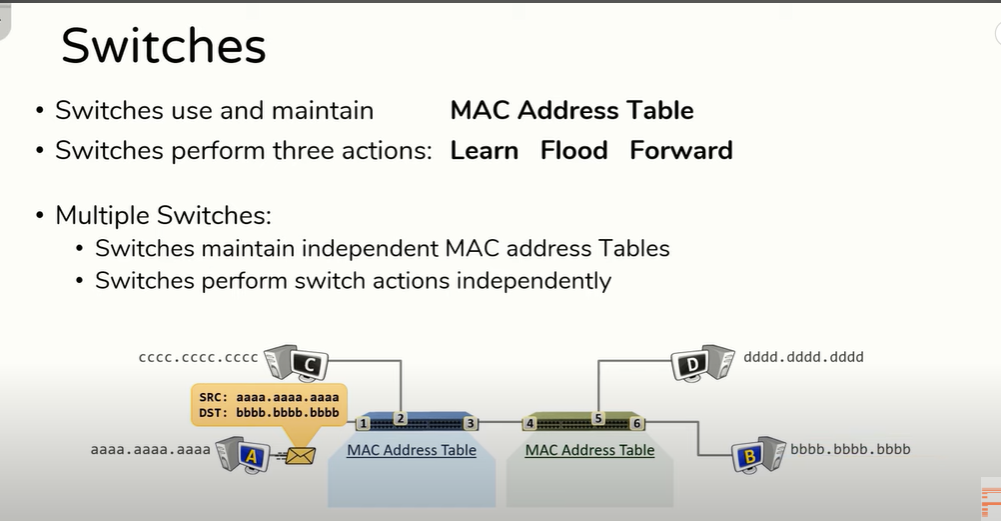 Switches
• Switches use and maintain MAC Address Table
• Switches perform three actions: Learn Flood Forward
• Multiple Switches:
• Switches maintain independent MAC address Tables
• Switches perform switch actions independently
cccc.cccc.cccc C D dddd.dddd.dddd
SRC: aaaa.aaaa.aaaa
DST: bbbb.bbbb.bbbb
1 2 3 4 5 6
aaaa.aaaa.aaaa A MAC Address Table MAC Address Table B bbbb.bbbb.bbbb